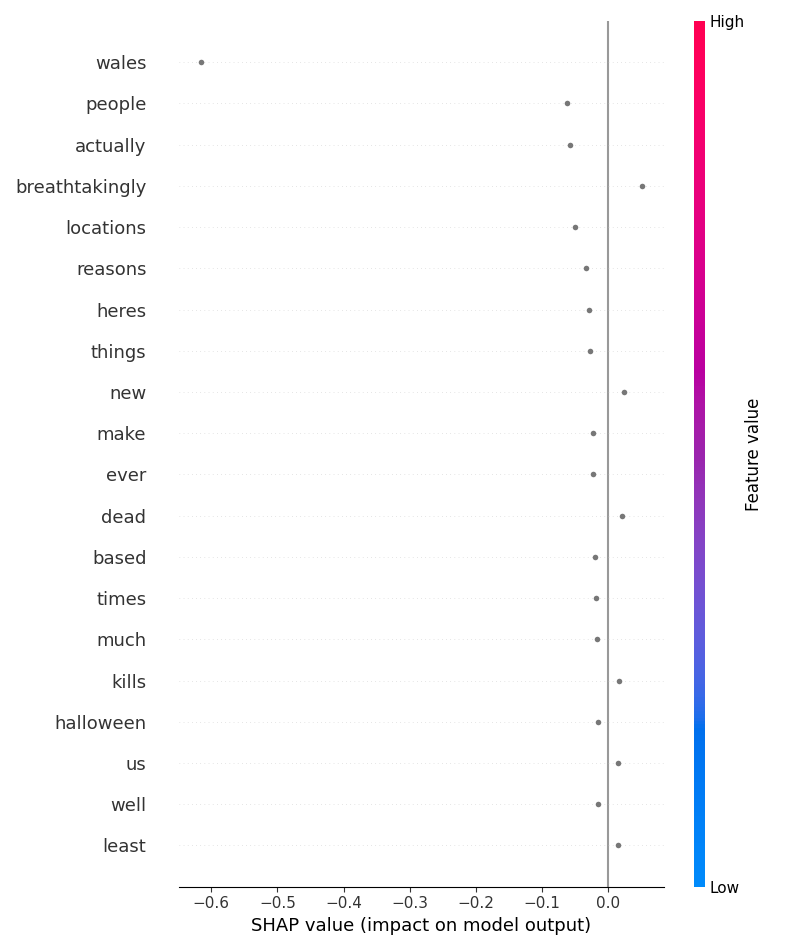 High
wales
people
actually
breathtakingly
locations
reasons
heres
things
new
make
ever
dead
based
times
much
kills
halloween
us
well
least
Feature value
Low
−0.6 −0.5 −0.4 −0.3 −0.2 −0.1 0.0
SHAP value (impact on model output)